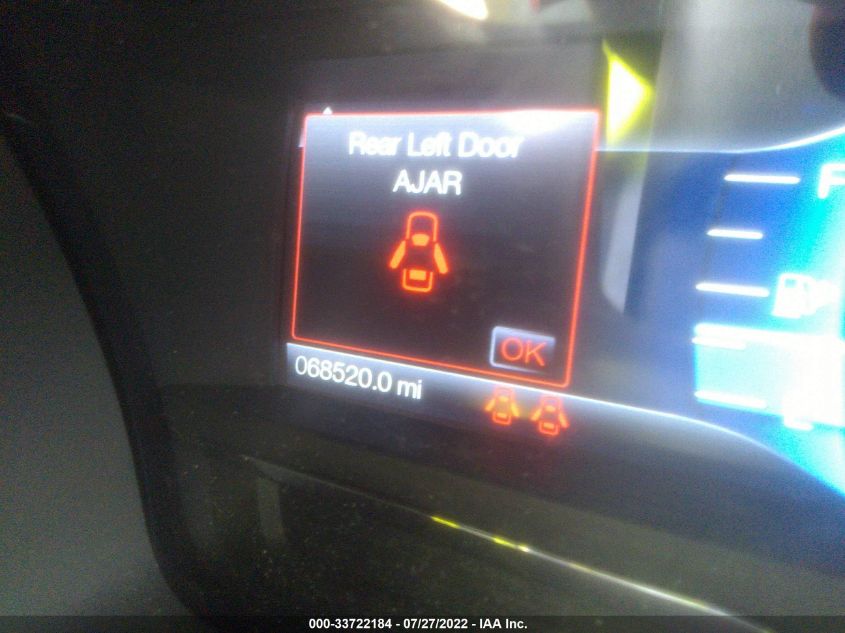 Rear Left Door
AJAR
OK
068520.0 mi
F
000-33722184 - 07/27/2022 - IAA Inc.